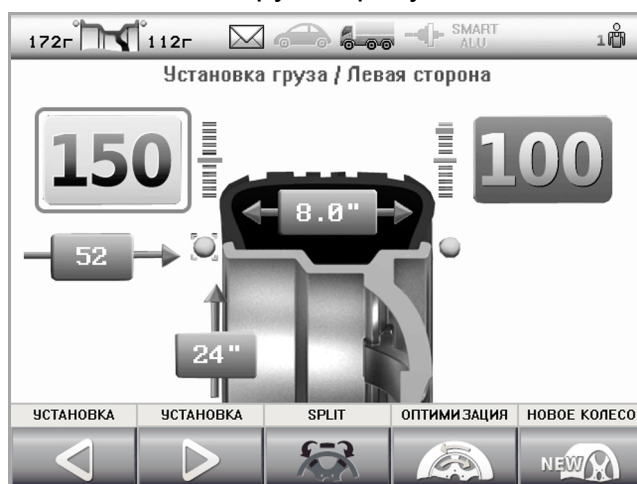 172г 112г SMART ALU 1
Установка груза / Левая сторона
150 100
8.0"
52
24"
УСТАНОВКА УСТАНОВКА SPLIT ОПТИМИЗАЦИЯ НОВОЕ КОЛЕСО
NEW